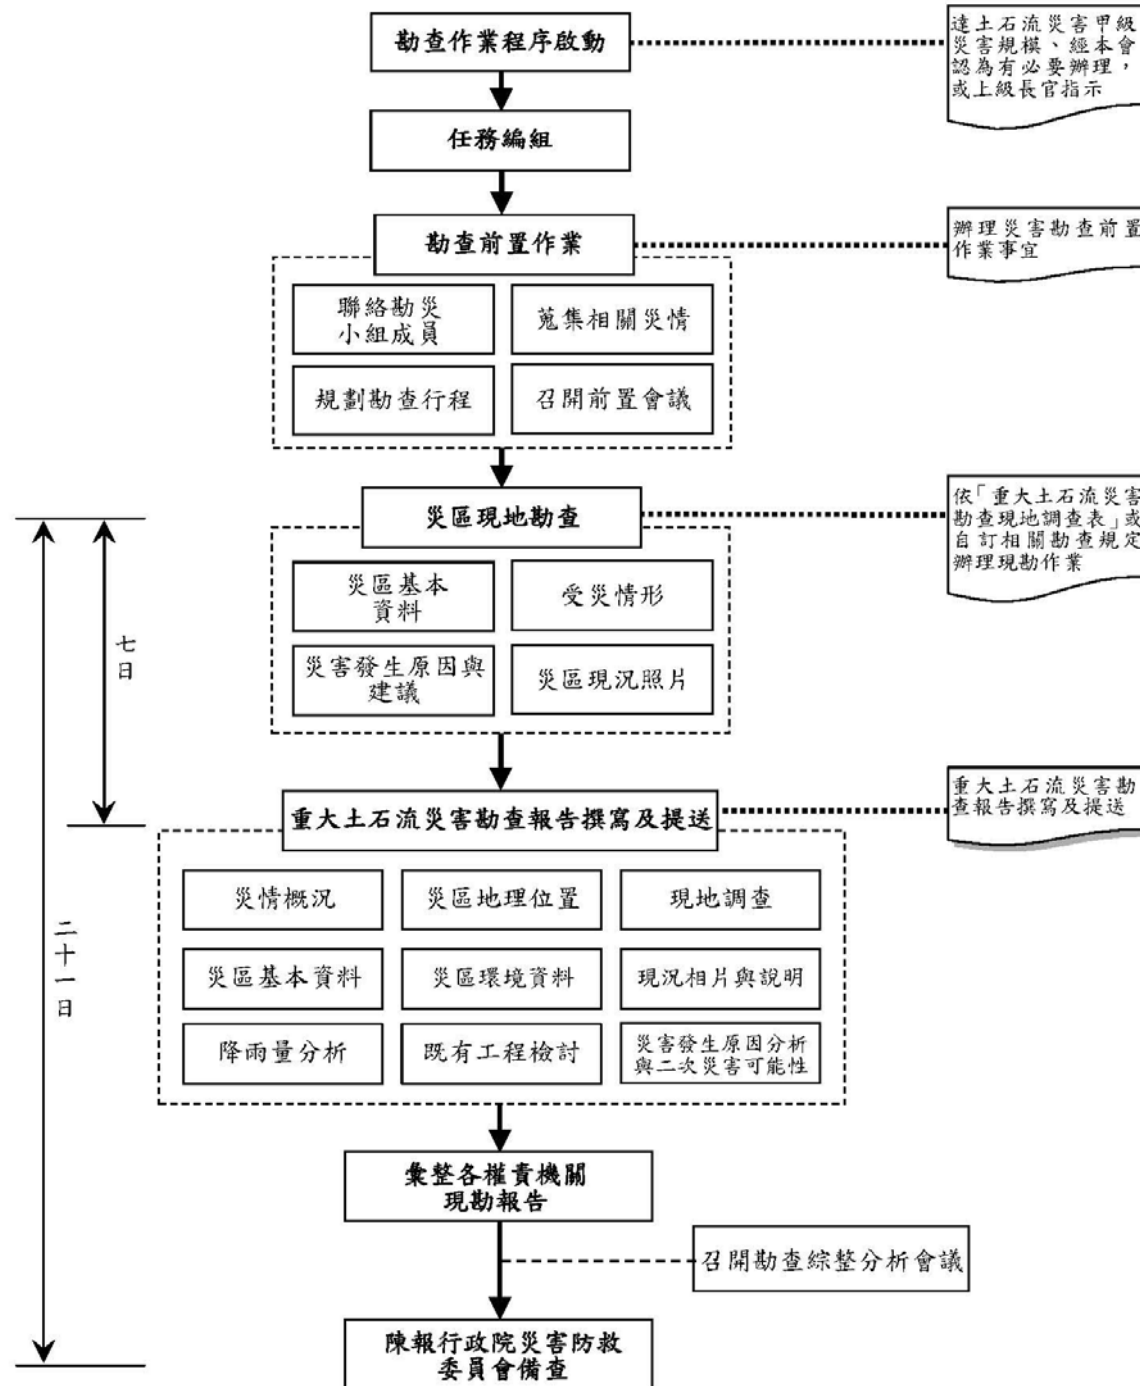 勘查作業程序啟動
達土石流災害甲級
災害規模、經本會
認為有必要辦理，
或上級長官指示
任務編組
勘查前置作業
辦理災害勘查前置
作業事宜
聯絡勘災
小組成員
蒐集相關災情
規劃勘查行程
召開前置會議
災區現地勘查
依「重大土石流災害
勘查現地調查表」或
自訂相關勘查規定
辦理現勘作業
災區基本
資料
受災情形
災害發生原因與
建議
災區現況照片
七日
重大土石流災害勘查報告撰寫及提送
重大土石流災害勘
查報告撰寫及提送
災情概況
災區地理位置
現地調查
災區基本資料
災區環境資料
現況相片與說明
降雨量分析
既有工程檢討
災害發生原因分析
與二次災害可能性
二十一日
彙整各權責機關
現勘報告
召開勘查綜整分析會議
陳報行政院災害防救
委員會備查